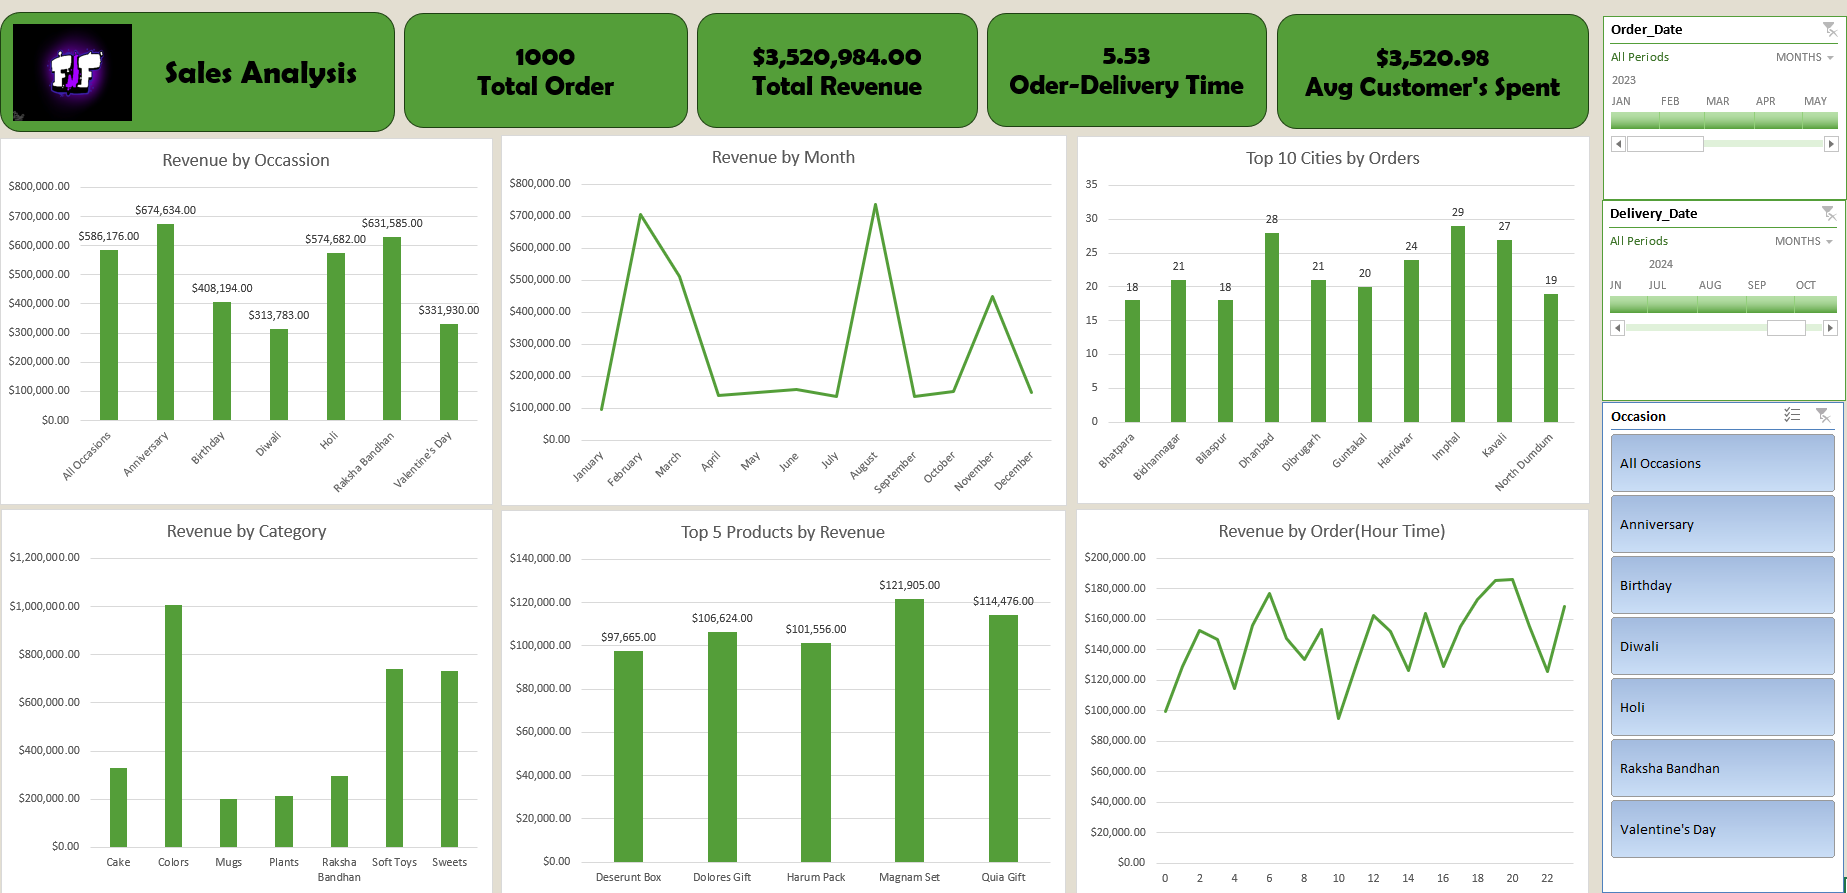 FJF
Sales Analysis
1000
Total Order
$3,520,984.00
Total Revenue
5.53
Oder-Delivery Time
$3,520.98
Avg Customer's Spent
Revenue by Occassion
$800,000.00
$700,000.00
$600,000.00
$500,000.00
$400,000.00
$300,000.00
$200,000.00
$100,000.00
$0.00
$586,176.00
$674,634.00
$408,194.00
$313,783.00
$574,682.00
$631,585.00
$331,930.00
All Occasions
Anniversary
Birthday
Diwali
Holi
Raksha Bandhan
Valentine's Day
Revenue by Month
$800,000.00
$700,000.00
$600,000.00
$500,000.00
$400,000.00
$300,000.00
$200,000.00
$100,000.00
$0.00
January
February
March
April
May
June
July
August
September
October
November
December
Top 10 Cities by Orders
35
30
25
20
15
10
5
0
18
21
18
28
21
20
24
29
27
19
Bhatpara
Bidhannagar
Bilaspur
Dhanbad
Dibrugarh
Guntakal
Haridwar
Imphal
Kavali
North Dumdum
Revenue by Category
$1,200,000.00
$1,000,000.00
$800,000.00
$600,000.00
$400,000.00
$200,000.00
$0.00
Cake
Colors
Mugs
Plants
Raksha
Bandhan
Soft Toys
Sweets
Top 5 Products by Revenue
$140,000.00
$120,000.00
$100,000.00
$80,000.00
$60,000.00
$40,000.00
$20,000.00
$0.00
$97,665.00
$106,624.00
$101,556.00
$121,905.00
$114,476.00
Deserunt Box
Dolores Gift
Harum Pack
Magnam Set
Quia Gift
Revenue by Order(Hour Time)
$200,000.00
$180,000.00
$160,000.00
$140,000.00
$120,000.00
$100,000.00
$80,000.00
$60,000.00
$40,000.00
$20,000.00
$0.00
0 2 4 6 8 10 12 14 16 18 20 22
Order_Date
All Periods MONTHS
2023
JAN FEB MAR APR MAY
Delivery_Date
All Periods MONTHS
2024
JN JUL AUG SEP OCT
Occasion
All Occasions
Anniversary
Birthday
Diwali
Holi
Raksha Bandhan
Valentine's Day